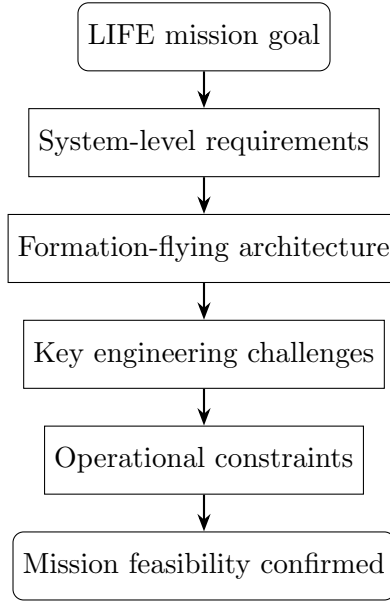 LIFE mission goal
System-level requirements
Formation-flying architecture
Key engineering challenges
Operational constraints
Mission feasibility confirmed